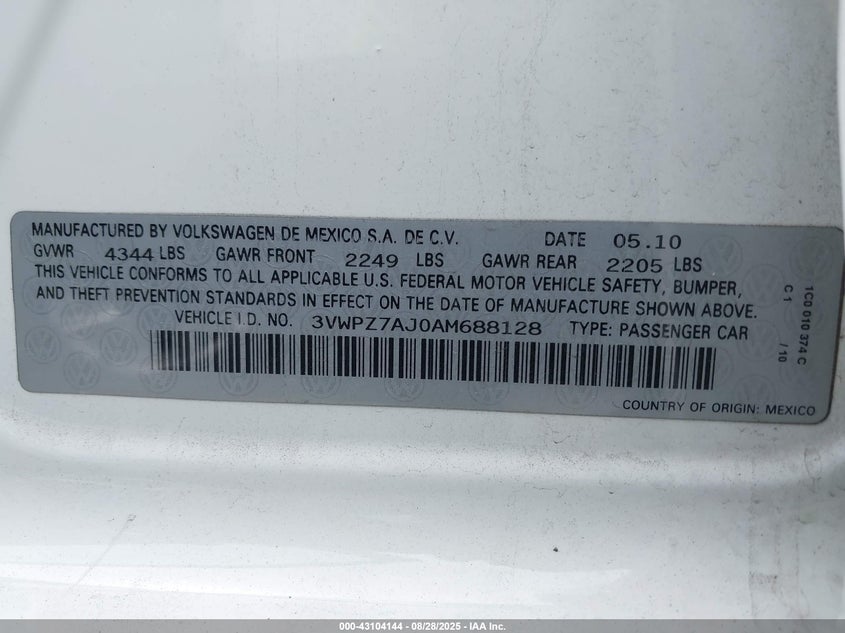 MANUFACTURED BY VOLKSWAGEN DE MEXICO S.A. DE C.V. DATE 05.10
GVWR 4344 LBS GAWR FRONT 2249 LBS GAWR REAR 2205 LBS
THIS VEHICLE CONFORMS TO ALL APPLICABLE U.S. FEDERAL MOTOR VEHICLE SAFETY, BUMPER,
AND THEFT PREVENTION STANDARDS IN EFFECT ON THE DATE OF MANUFACTURE SHOWN ABOVE.
VEHICLE I.D. NO. 3VWPZ7AJ0AM688128 TYPE: PASSENGER CAR
COUNTRY OF ORIGIN: MEXICO
1C0 010 374 C
C 1 / 10
000-43104144 - 08/28/2025 - IAA Inc.